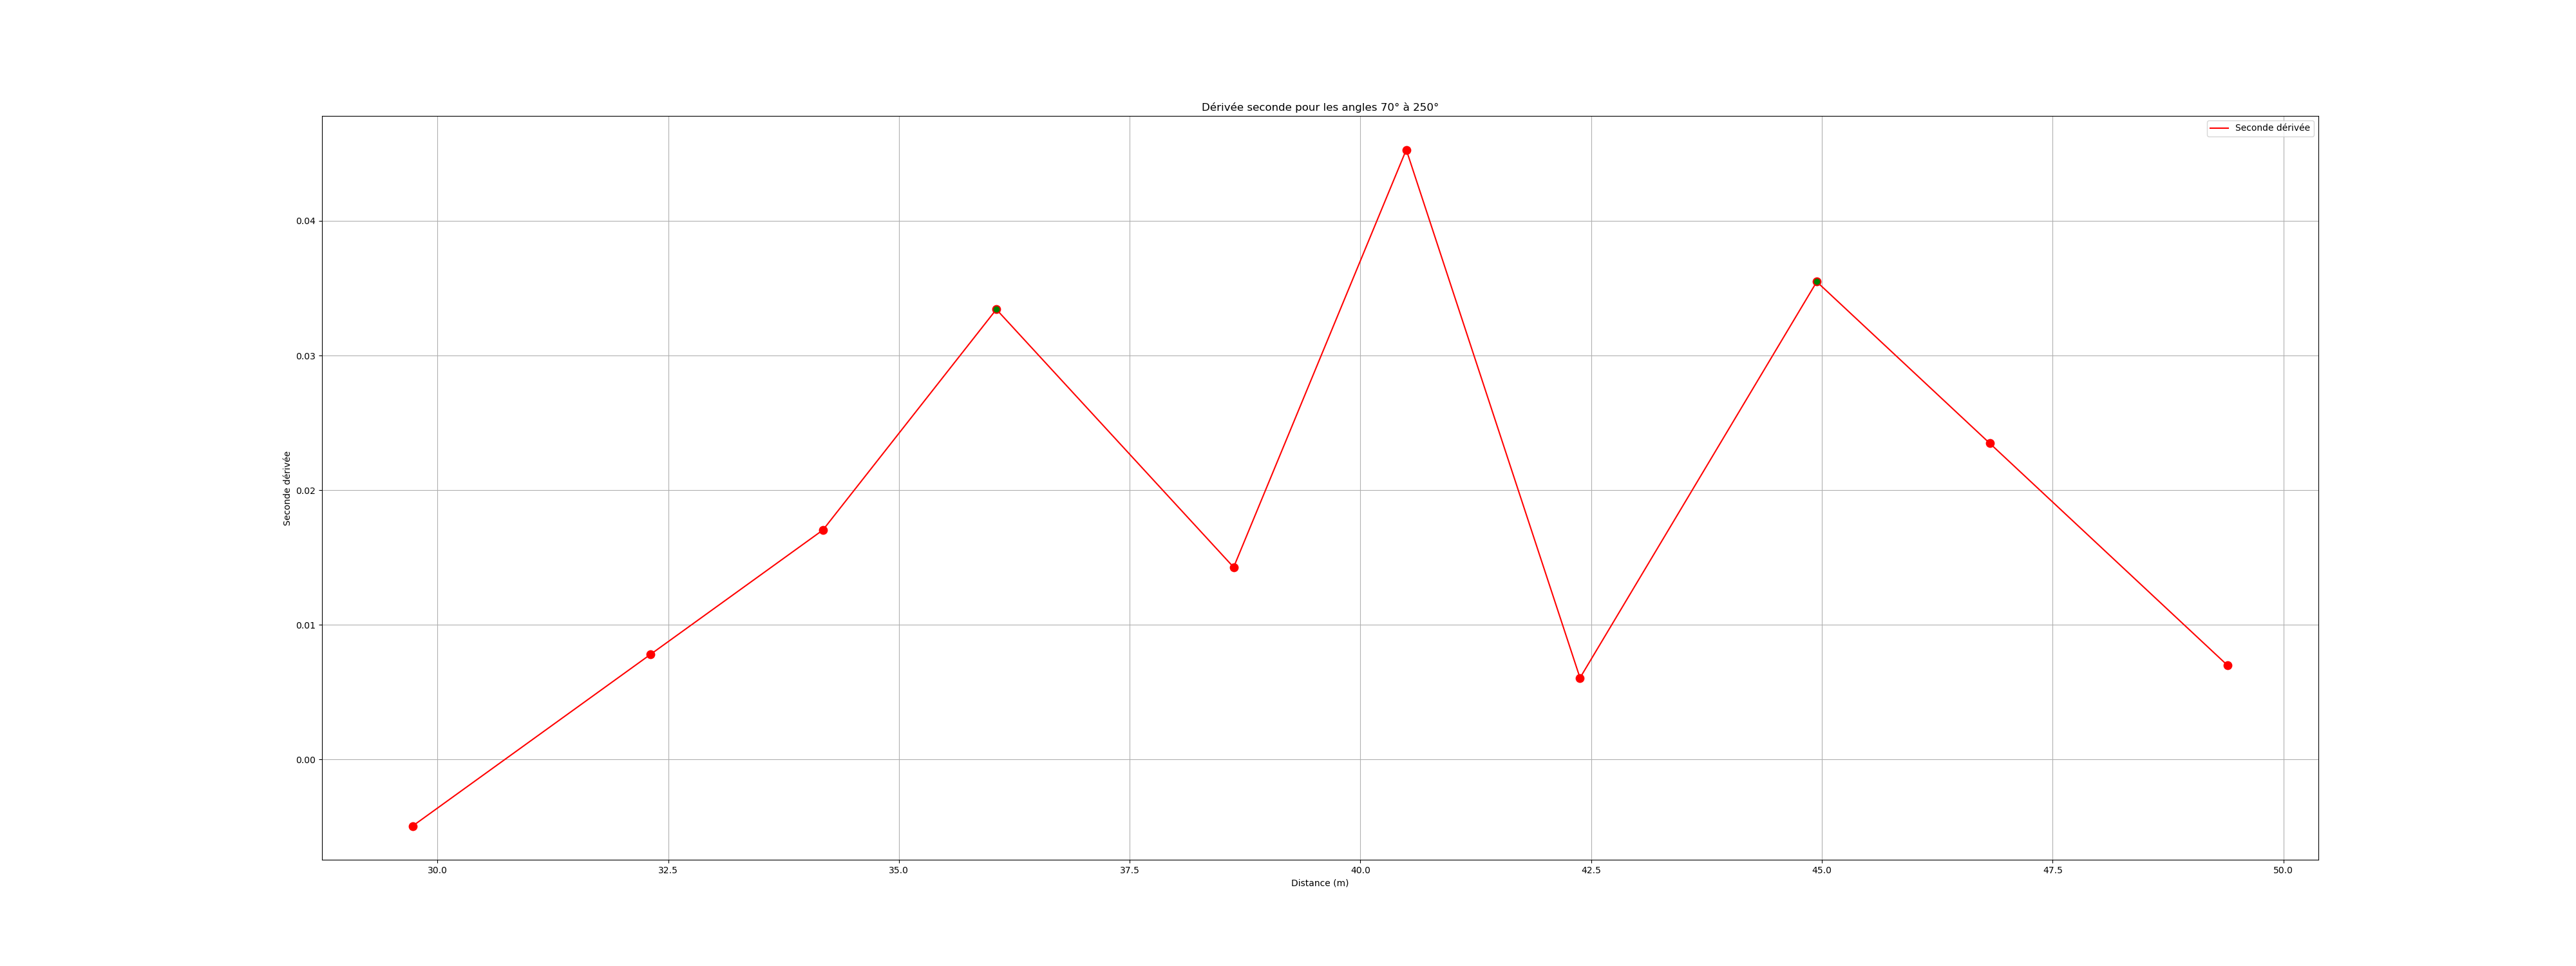 Dérivée seconde pour les angles 70° à 250°
Seconde dérivée
0.04
0.03
0.02
0.01
0.00
Seconde dérivée
30.0 32.5 35.0 37.5 40.0 42.5 45.0 47.5 50.0
Distance (m)